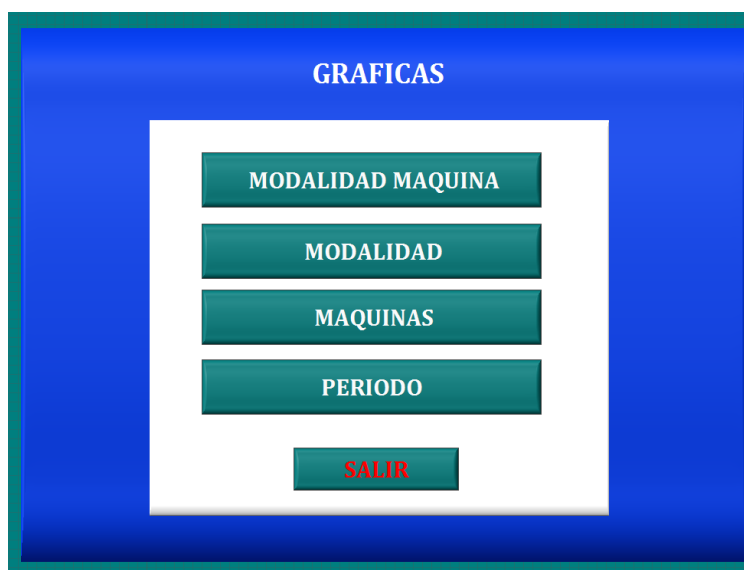 GRAFICAS
MODALIDAD MAQUINA
MODALIDAD
MAQUINAS
PERIODO
SALIR